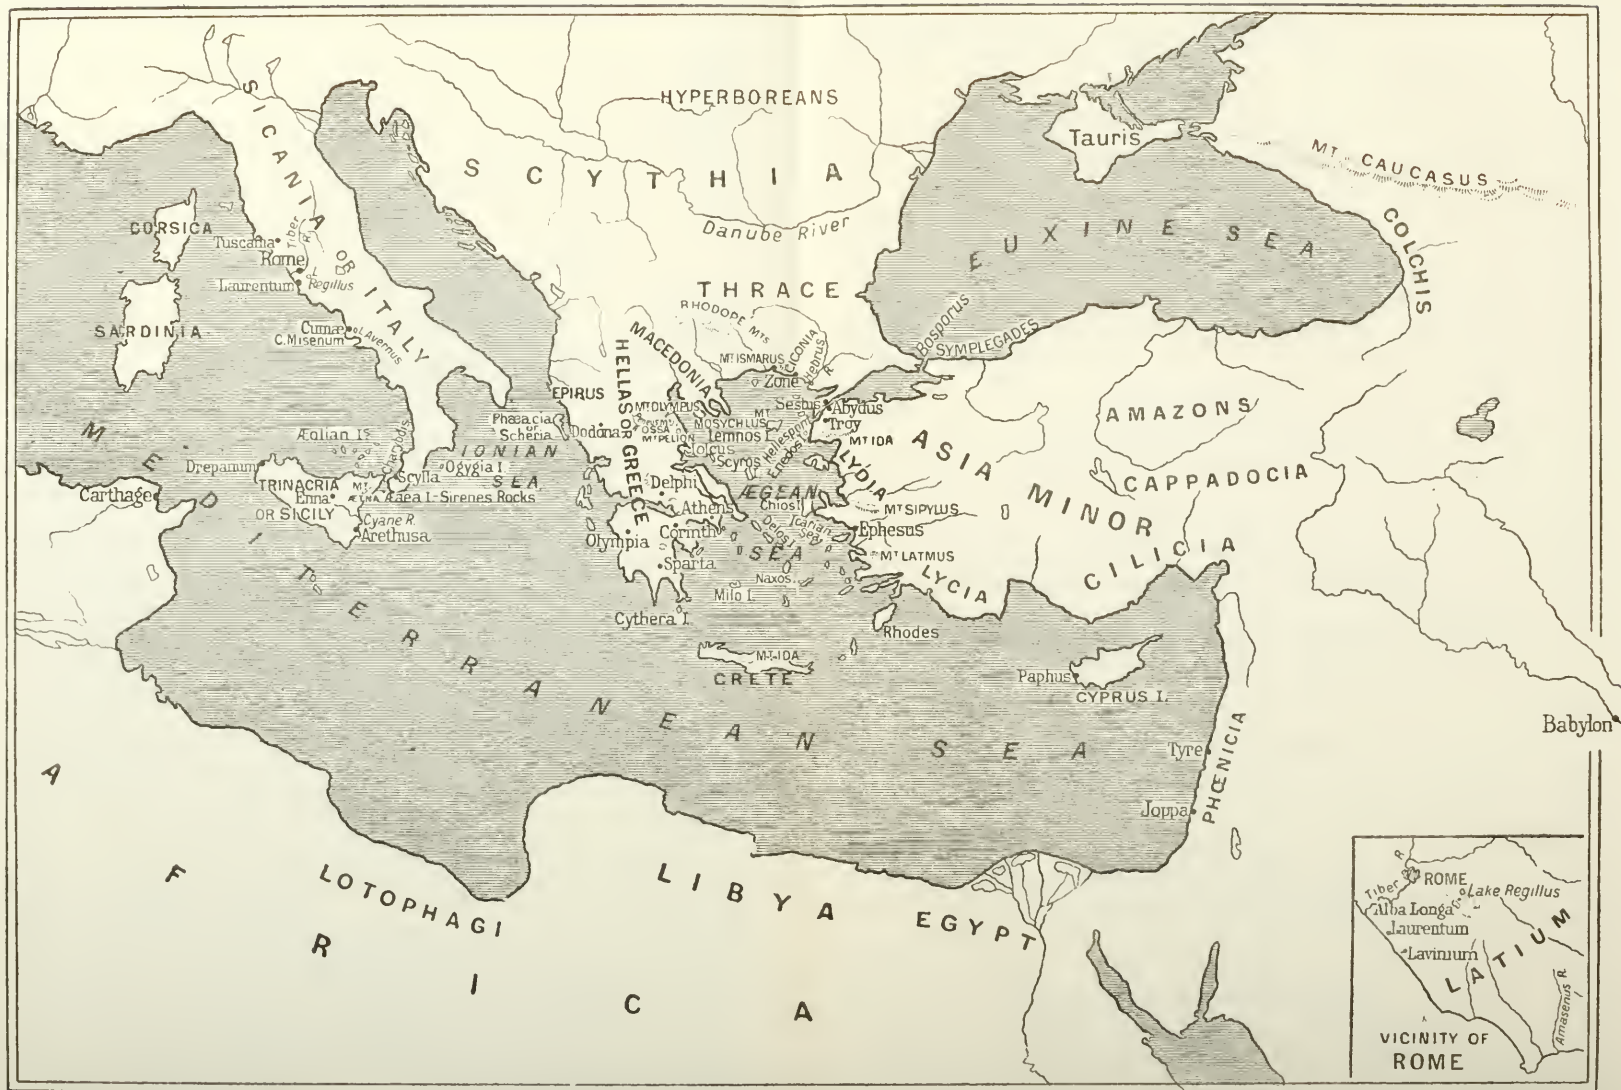 HYPERBOREANS
SCYTHIA
Danube River
Tauris
MT. CAUCASUS
COLCHIS
EUXINE SEA
SICANIA OR ITALY
CORSICA
SARDINIA
Tuscania
Tiber R.
Rome
L. Regillus
Laurentum
Cumæ
C. Misenum
L. Avernus
THRACE
RHODOPE MTS
MACEDONIA
MT ISMARUS
CICONIA
Hebrus R.
Zone
Bosporus
SYMPLEGADES
HELLAS OR GREECE
EPIRUS
Dodona
MT OLYMPUS
OSSA
MT PELION
Iolcus
MT MOSYCHLUS
Lemnos I.
Scyros
Sestus
Abydus
Troy
Hellespont
MT IDA
ASIA MINOR
AMAZONS
CAPPADOCIA
LYDIA
MT SIPYLUS
Ephesus
MT LATMUS
LYCIA
CILICIA
Phæacia or Scheria
IONIAN SEA
Ogygia I.
Æolian Is
Charybdis
Scylla
Drepanum
TRINACRIA OR SICILY
Enna
MT ÆTNA
Ææa I.
Sirenes Rocks
Cyane R.
Arethusa
Carthage
Delphi
Athens
Corinth
Olympia
Sparta
Cythera I.
ÆGEAN SEA
Chios I.
Icarian Sea
Delos I.
Naxos
Milo I.
MT. IDA
CRETE
Rhodes
Paphus
CYPRUS I.
Tyre
Joppa
PHŒNICIA
Babylon
MEDITERRANEAN SEA
AFRICA
LOTOPHAGI
LIBYA
EGYPT
Tiber R.
ROME
Lake Regillus
Alba Longa
Laurentum
Lavinium
LATIUM
Amasenus R.
VICINITY OF
ROME